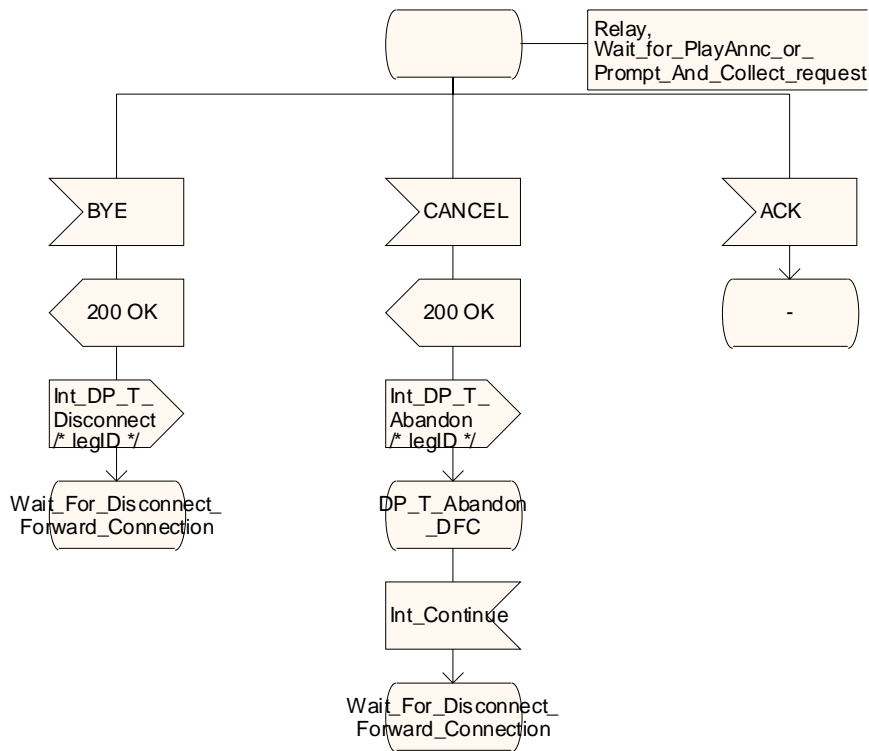 Relay,
Wait_for_PlayAnnc_or_
Prompt_And_Collect_request
BYE
CANCEL
ACK
200 OK
200 OK
-
Int_DP_T_
Disconnect
/* legID */
Int_DP_T_
Abandon
/* legID */
Wait_For_Disconnect_
Forward_Connection
DP_T_Abandon
_DFC
Int_Continue
Wait_For_Disconnect_
Forward_Connection